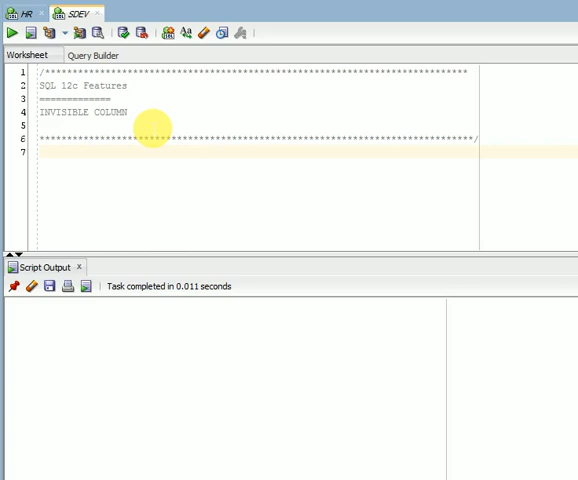 HR
SDEV
Worksheet
Query Builder
1 /******************************************************************************
2 SQL 12c Features
3 =============
4 INVISIBLE COLUMN
5
6 *******************************************************************************/
7
Script Output x
Task completed in 0.011 seconds